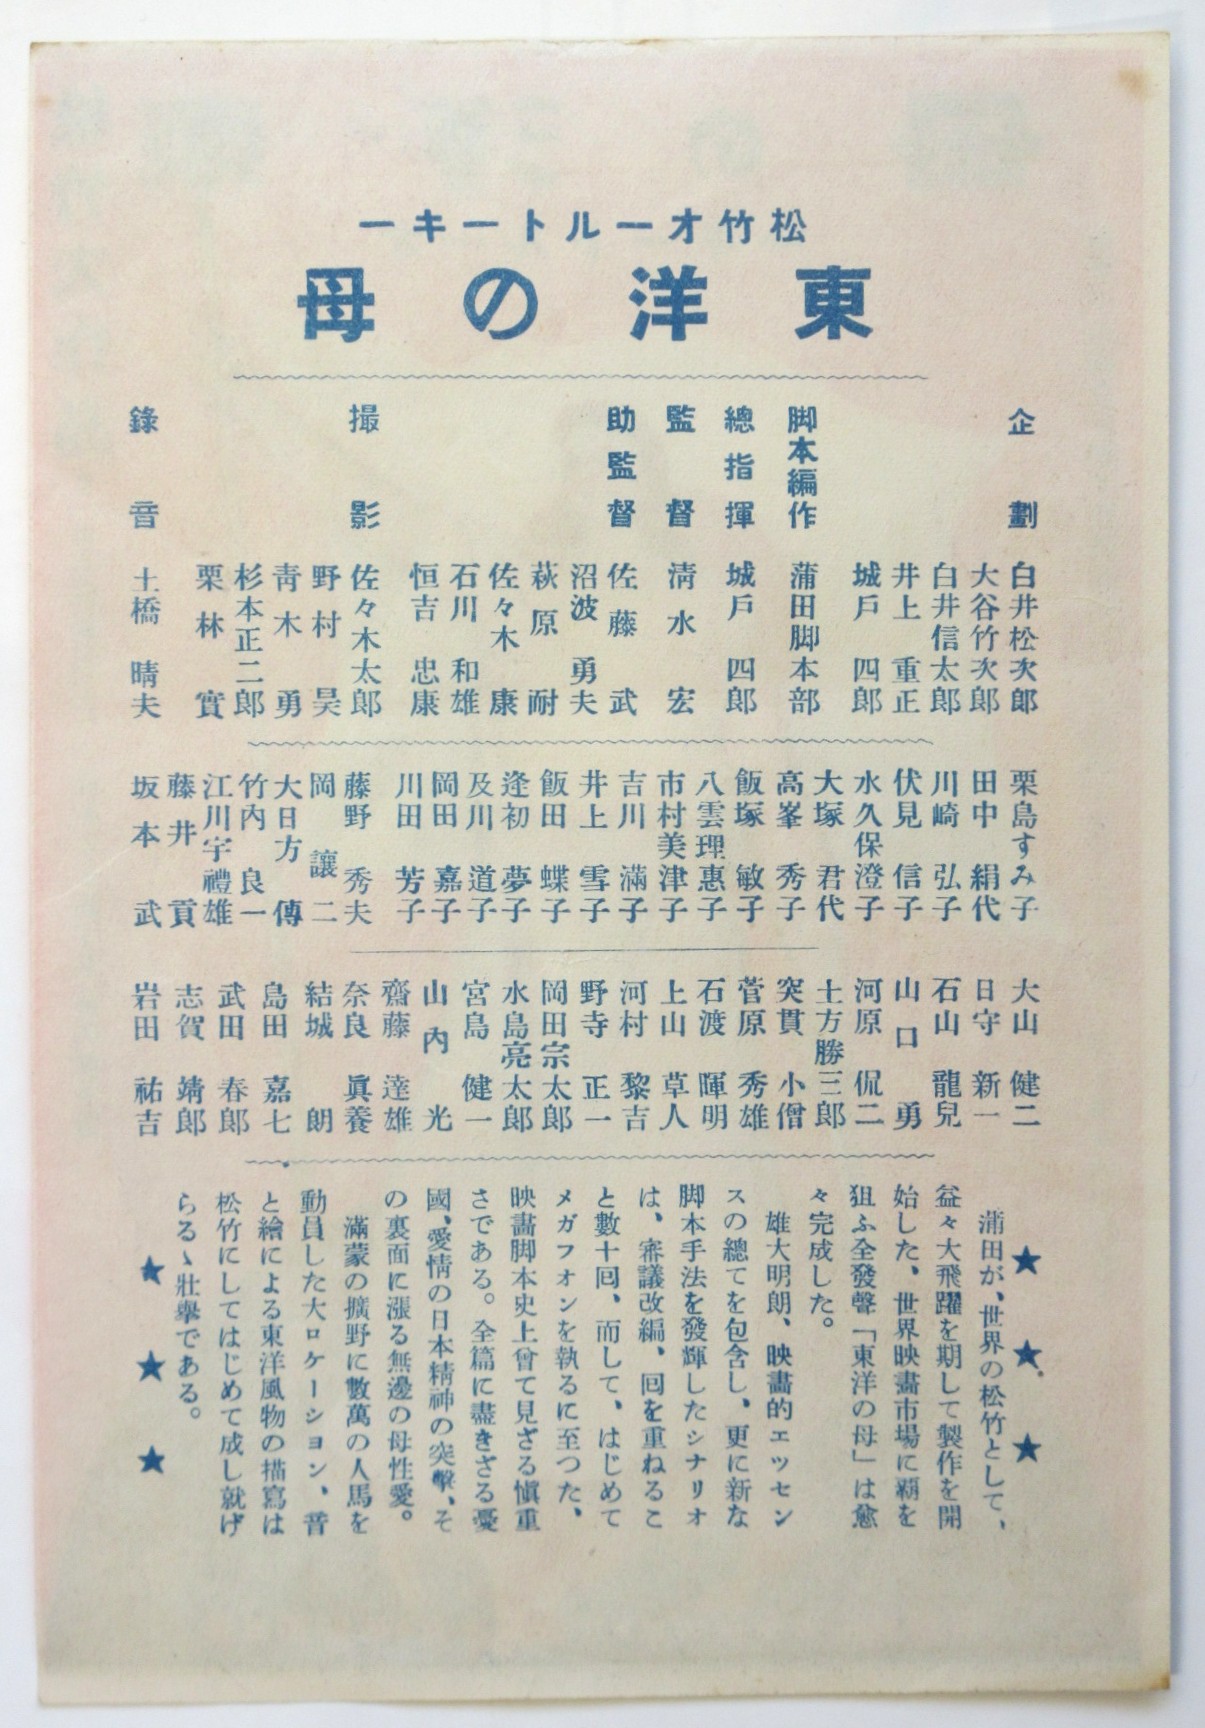 松竹オールトーキー
東洋の母
企劃
白井松次郎
大谷竹次郎
白井信太郎
井上重正
城戸四郎
脚本編作
蒲田脚本部
總指揮
城戸四郎
監督
淸水宏
助監督
佐藤武
沼波勇夫
萩原耐
佐々木康
石川和雄
恒吉忠康
撮影
佐々木太郎
野村昊
靑木勇
杉本正二郎
栗林實
錄音
土橋晴夫
栗島すみ子
田中絹代
川崎弘子
伏見信子
水久保澄子
大塚君代
高峯秀子
飯塚敏子
八雲理惠子
市村美津子
吉川滿子
井上雪子
飯田蝶子
逢初夢子
及川道子
岡田嘉子
川田芳子
藤野秀夫
岡讓二
大日方傳
竹內良一
江川宇禮雄
藤井貢
坂本武
大山健二
日守新一
石山龍兒
山口勇
河原侃二
土方勝三郎
突貫小僧
菅原秀雄
石渡暉明
上山草人
河村黎吉
野寺正一
岡田宗太郎
水島亮太郎
宮島健一
山內光
齋藤達雄
奈良眞養
結城朗
島田嘉七
武田春郎
志賀靖郎
岩田祐吉
★★★
蒲田が、世界の松竹として、
益々大飛躍を期して製作を開
始した、世界映畵市場に覇を
狙ふ全發聲「東洋の母」は愈
々完成した。
雄大明朗、映畵的エツセン
スの總てを包含し、更に新な
脚本手法を發輝したシナリオ
は、審議改編、囘を重ねるこ
と數十囘、而して、はじめて
メガフオンを執るに至つた、
映畵脚本史上曾て見ざる愼重
さである。全篇に盡きざる憂
國、愛情の日本精神の突擊、そ
の裏面に漲る無邊の母性愛。
滿蒙の擴野に數萬の人馬を
動員した大ロケーシヨン、音
と繪による東洋風物の描寫は
松竹にしてはじめて成し就げ
らるゝ壯擧である。
★★★